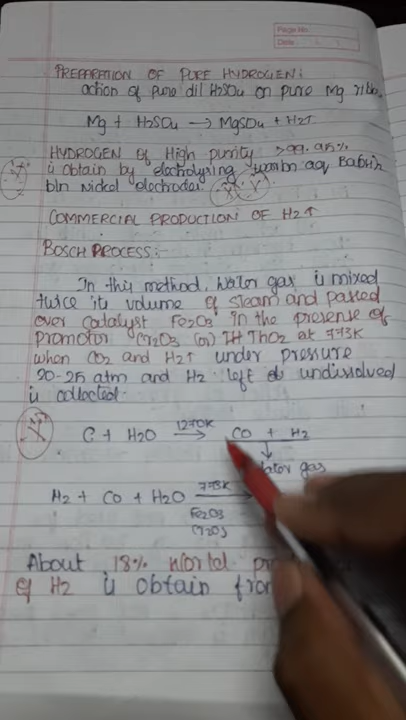 Page No.
Date
PREPARATION OF PURE HYDROGEN:
action of pure dil H2SO4 on pure Mg ribbo
Mg + H2SO4 → MgSO4 + H2↑
HYDROGEN of High purity >99.95%
is obtain by electrolysing warm aq Ba(OH)2
btn Nickel electrodes
COMMERCIAL PRODUCTION OF H2↑
BOSCH PROCESS:-
In this method, Water gas is mixed
twice its volume of steam and passed
over Catalyst Fe2O3 in the presense of
promotor Cr2O3 (or) ThO2 at 773K
when CO2 and H2↑ under pressure
20-25 atm and H2 left undissolved
is collected.
C + H2O 1270K → CO + H2
↓
water gas
H2 + CO + H2O 773K →
Fe2O3
Cr2O3
About 18% World pr
of H2 is obtain from